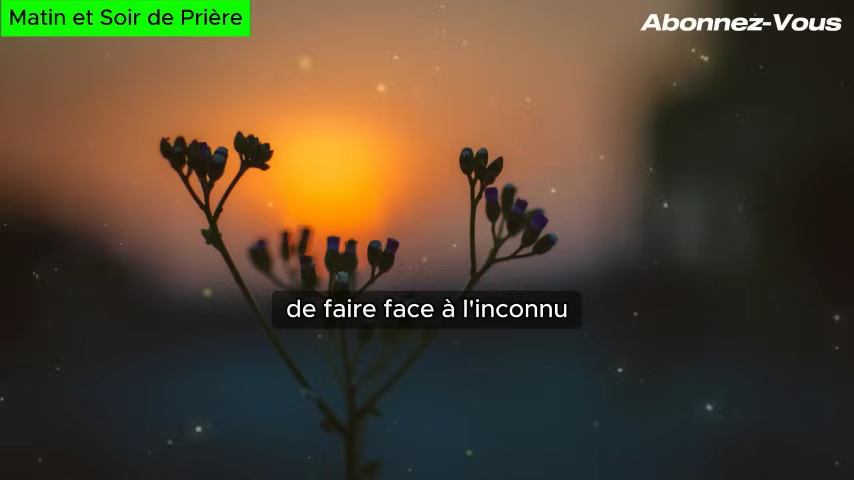 Matin et Soir de Prière
Abonnez-Vous
de faire face à l'inconnu